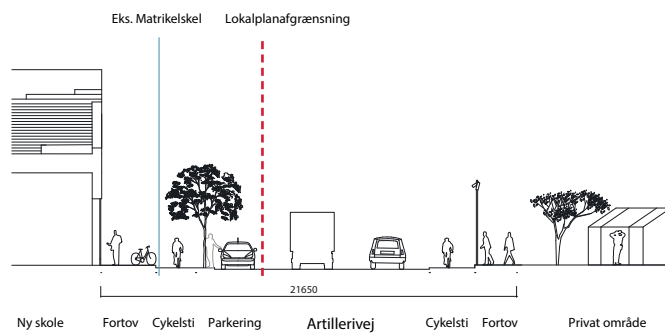 Eks. Matrikelskel Lokalplanafgrænsning
21650
Ny skole Fortov Cykelsti Parkering Artillerivej Cykelsti Fortov Privat område